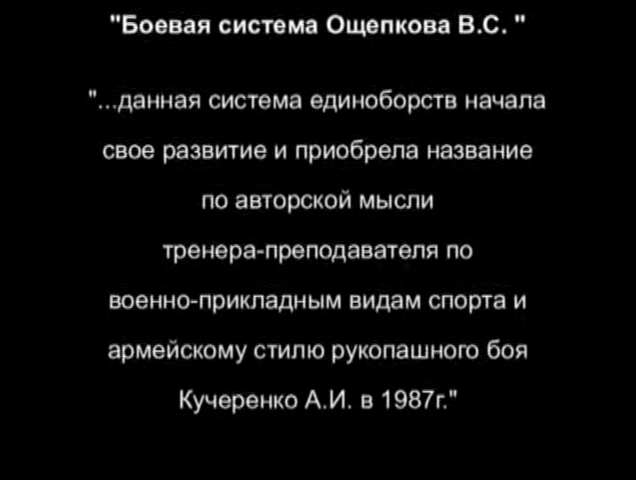 "Боевая система Ощепкова В.С. "
"...данная система единоборств начала
свое развитие и приобрела название
по авторской мысли
тренера-преподавателя по
военно-прикладным видам спорта и
армейскому стилю рукопашного боя
Кучеренко А.И. в 1987г."